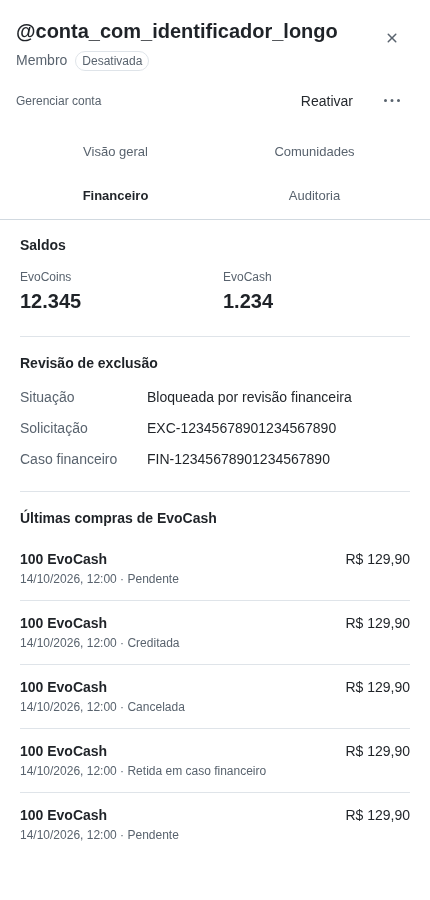 @conta_com_identificador_longo
×
Membro Desativada
Gerenciar conta Reativar ···
Visão geral Comunidades
Financeiro Auditoria
Saldos
EvoCoins EvoCash
12.345 1.234
Revisão de exclusão
Situação Bloqueada por revisão financeira
Solicitação EXC-12345678901234567890
Caso financeiro FIN-12345678901234567890
Últimas compras de EvoCash
100 EvoCash R$ 129,90
14/10/2026, 12:00 · Pendente
100 EvoCash R$ 129,90
14/10/2026, 12:00 · Creditada
100 EvoCash R$ 129,90
14/10/2026, 12:00 · Cancelada
100 EvoCash R$ 129,90
14/10/2026, 12:00 · Retida em caso financeiro
100 EvoCash R$ 129,90
14/10/2026, 12:00 · Pendente